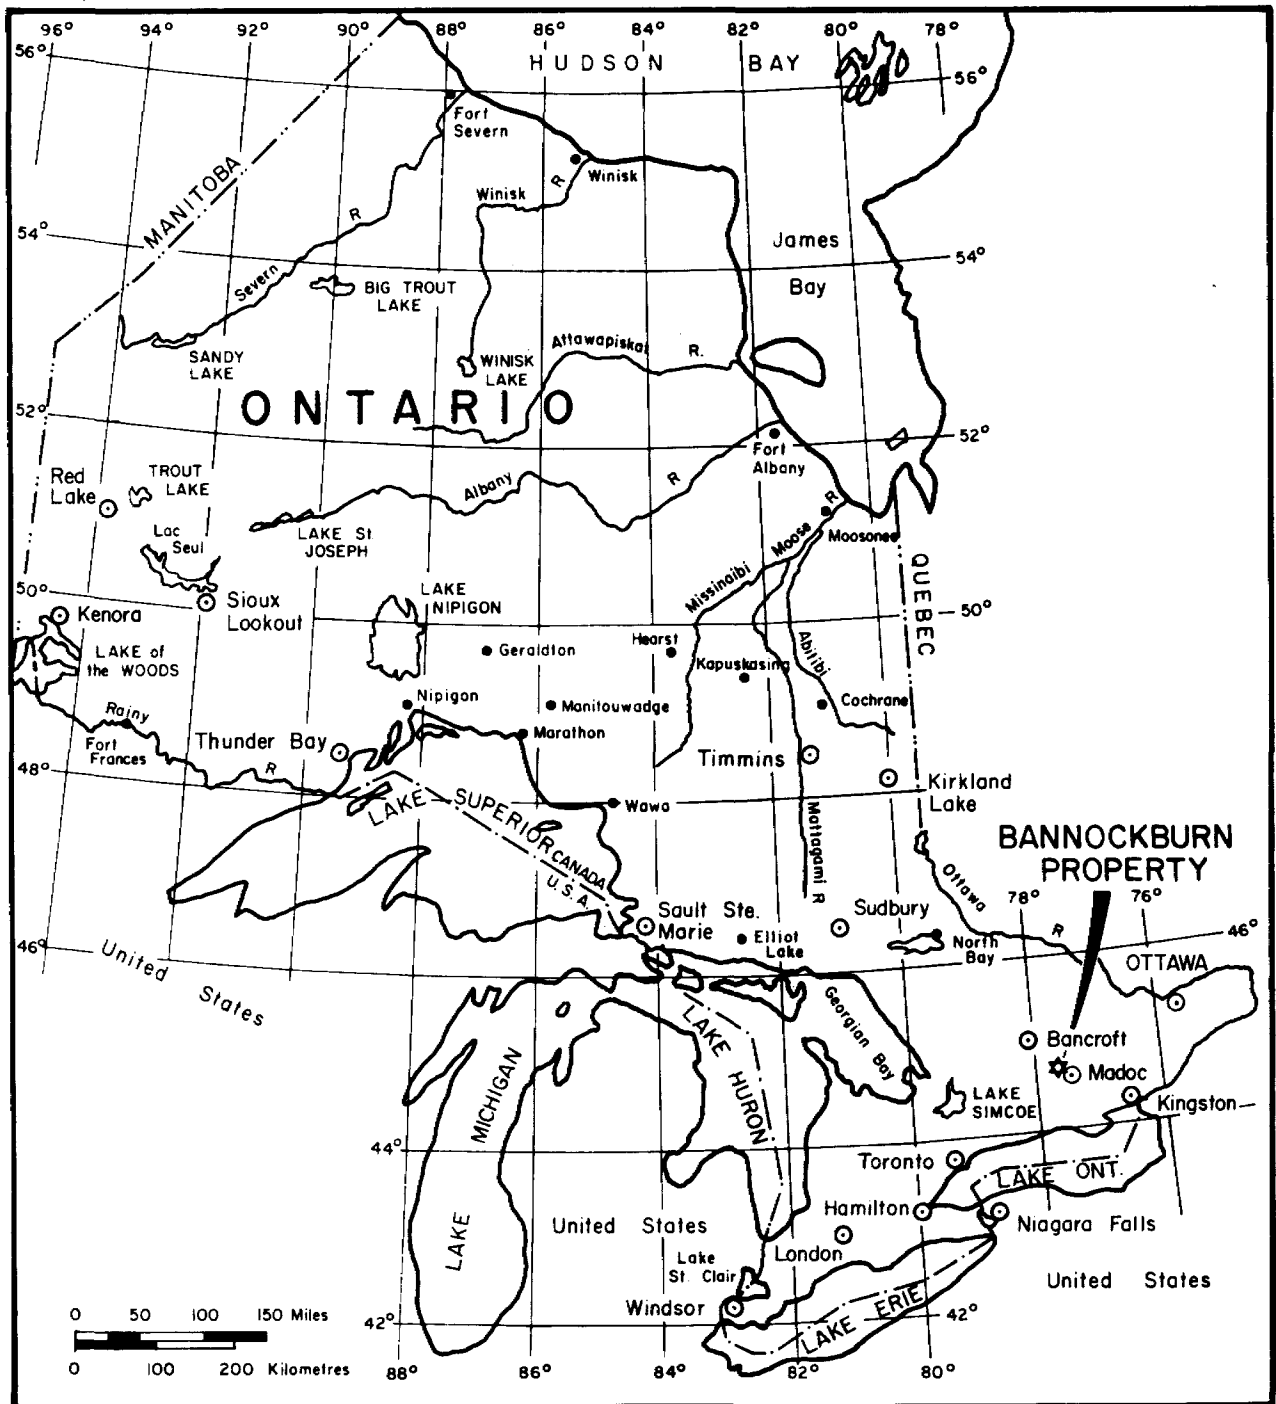 96° 94° 92° 90° 88° 86° 84° 82° 80° 78°
56°
HUDSON BAY
56°
Fort
Severn
MANITOBA
Winisk
R
Winisk
54°
R
James
Bay
54°
Severn
BIG TROUT
LAKE
SANDY
LAKE
WINISK
LAKE
Attawapiskat R.
ONTARIO
52°
52°
Fort
Albany
Red
Lake
TROUT
LAKE
Albany R
Lac
Seul
LAKE St.
JOSEPH
Moose R
Moosonee
Missinaibi
QUEBEC
50°
50°
Kenora
Sioux
Lookout
LAKE
NIPIGON
LAKE of
the WOODS
Geraldton
Hearst
Kapuskasing
Abitibi
Nipigon
Manitouwadge
Cochrane
Rainy
Fort
Frances
R
Thunder Bay
Marathon
Timmins
48°
Kirkland
Lake
LAKE SUPERIOR
Wawa
Mattagami R
CANADA
U.S.A.
BANNOCKBURN
PROPERTY
Ottawa R
78° 76°
46°
Sault Ste.
Marie
Elliot
Lake
Sudbury
North
Bay
46°
United States
OTTAWA
Georgian Bay
LAKE HURON
Bancroft
Madoc
LAKE MICHIGAN
LAKE
SIMCOE
Kingston
44°
Toronto
LAKE ONT.
Hamilton
Niagara Falls
United States
London
Lake
St. Clair
United States
Windsor
LAKE ERIE
42°
42°
0 50 100 150 Miles
0 100 200 Kilometres
88° 86° 84° 82° 80°